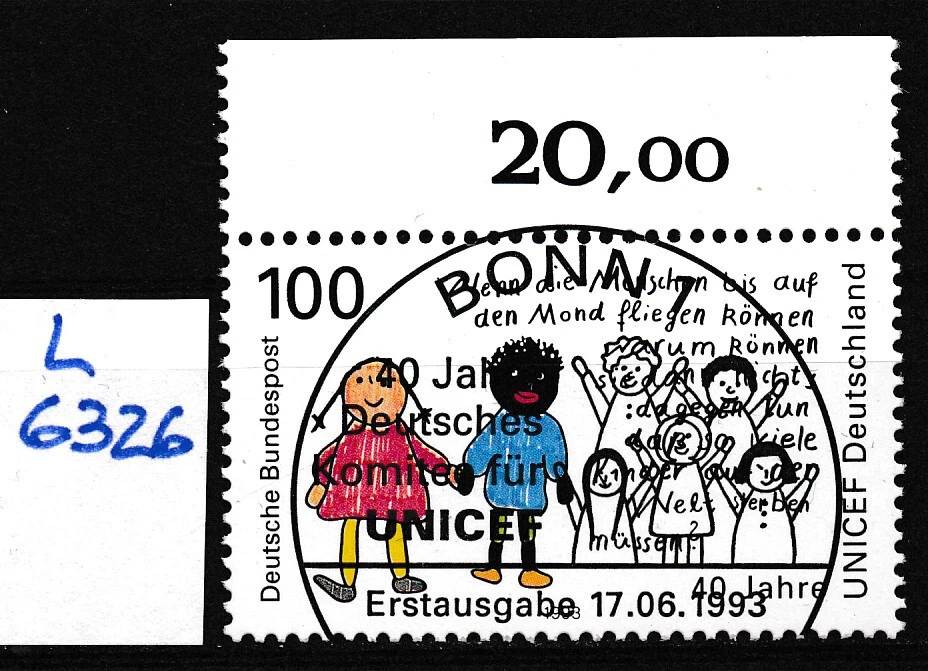 20,00
100
BONN 1
Wenn die Menschen bis auf
den Mond fliegen können
warum können
sie dann nichts
dagegen tun
daß so viele
Kinder auf der
Welt sterben
müssen?
40 Jahre
Deutsches
Komitee für
UNICEF
Deutsche Bundespost
UNICEF Deutschland
40 Jahre
Erstausgabe 17.06.1993
1993
L
6326